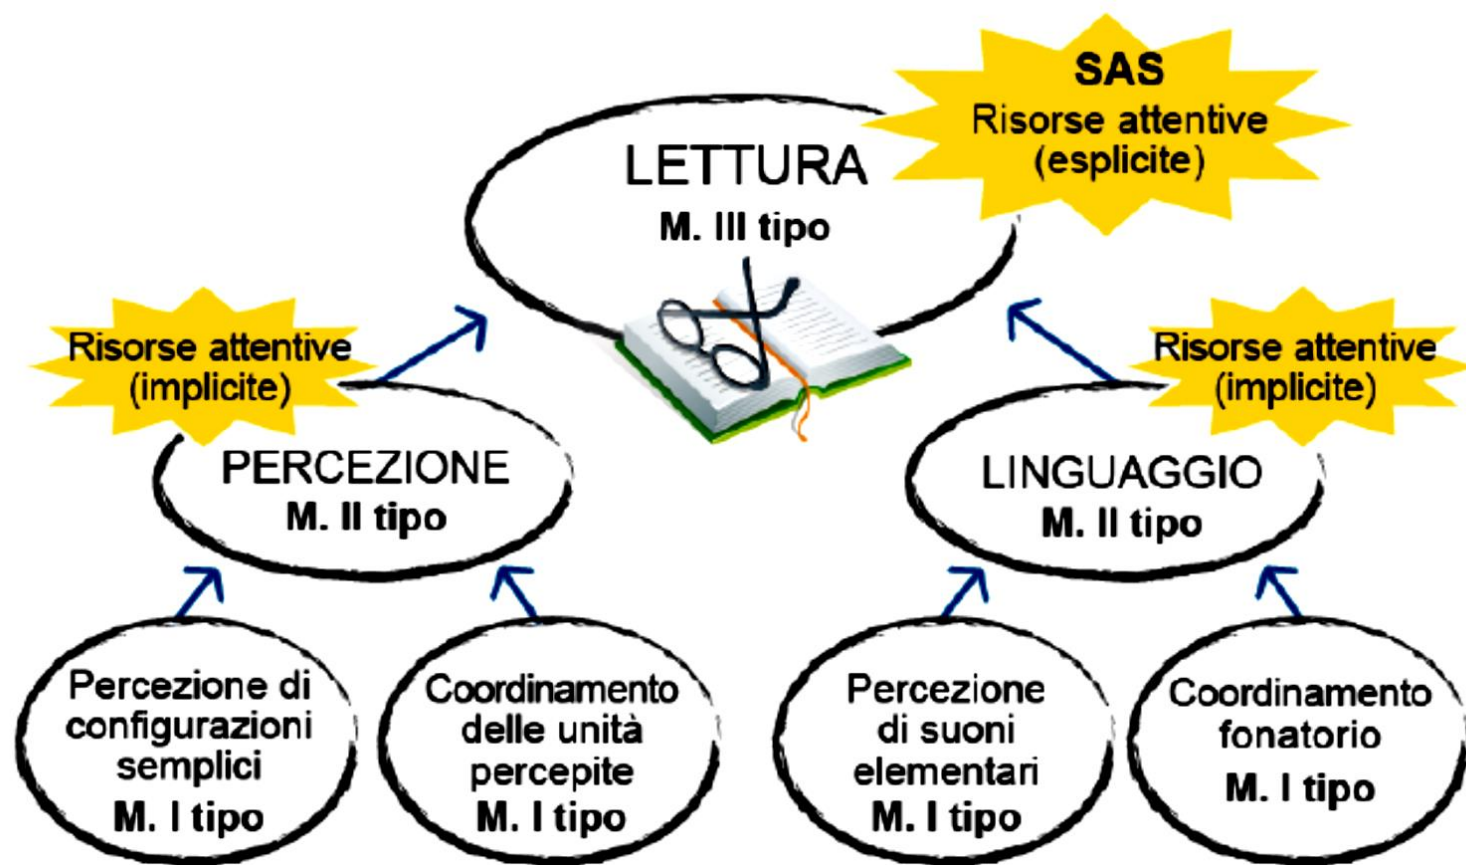 SAS
Risorse attentive
(esplicite)
LETTURA
M. III tipo
Risorse attentive
(implicite)
Risorse attentive
(implicite)
PERCEZIONE
M. II tipo
LINGUAGGIO
M. II tipo
Percezione di
configurazioni
semplici
M. I tipo
Coordinamento
delle unità
percepite
M. I tipo
Percezione
di suoni
elementari
M. I tipo
Coordinamento
fonatorio
M. I tipo